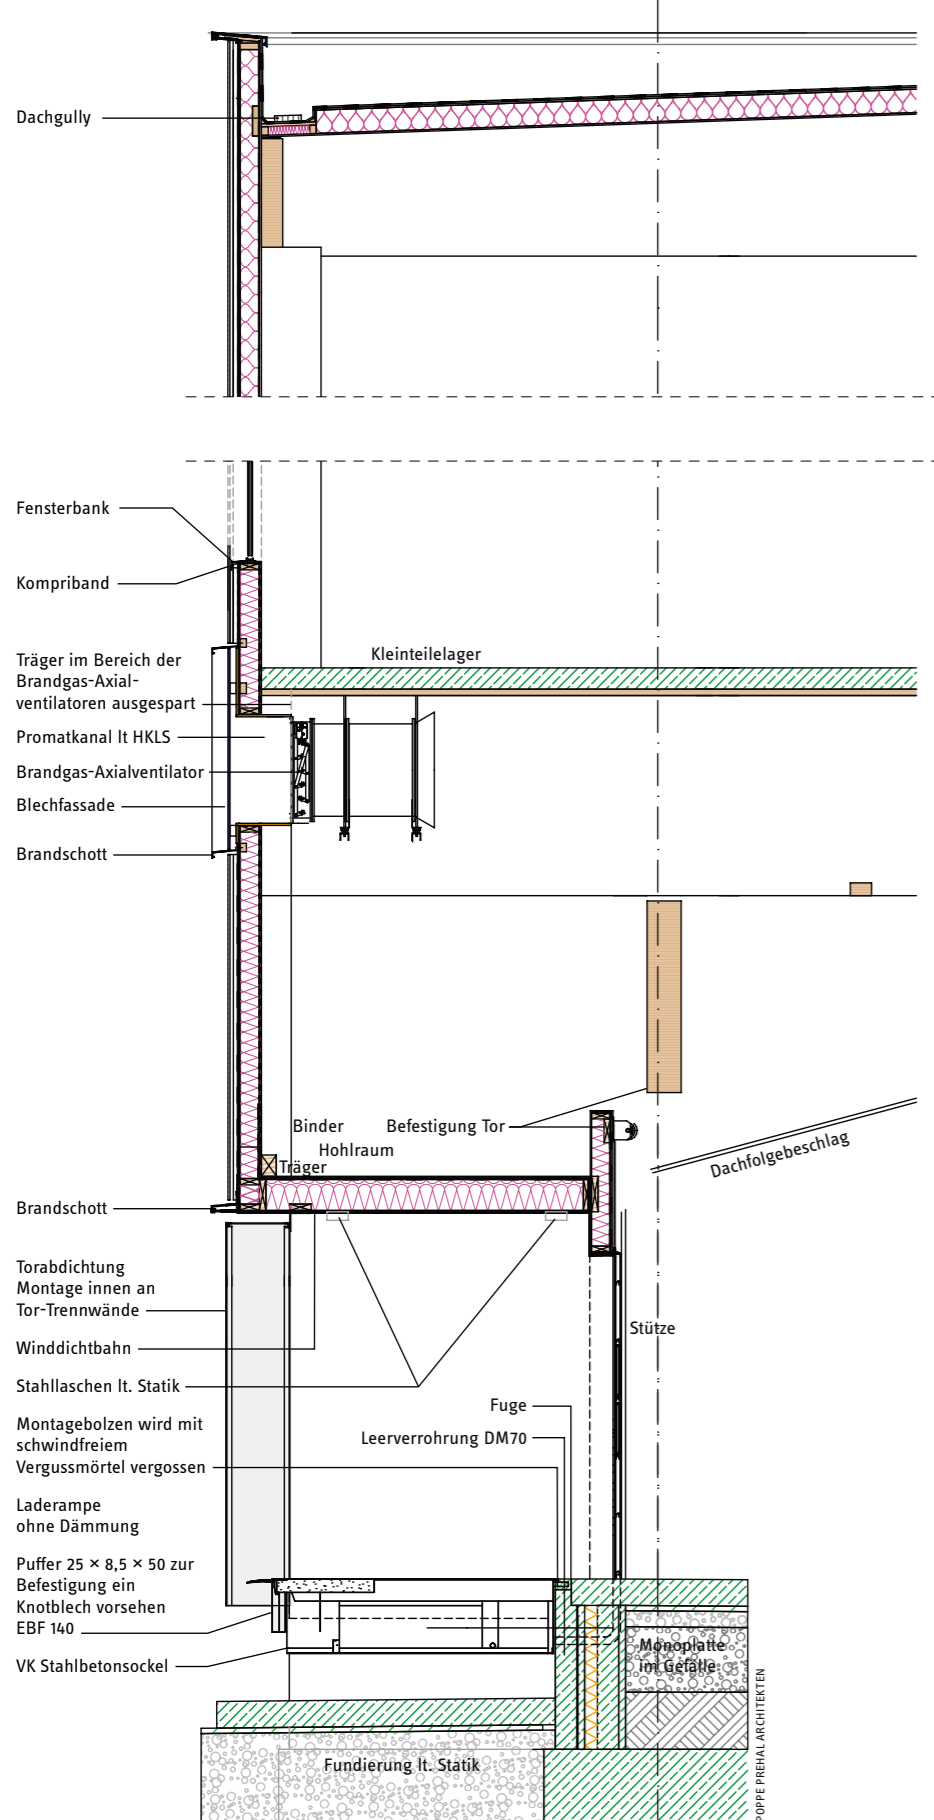 Dachgully
Fensterbank
Kompriband
Kleinteilelager
Träger im Bereich der
Brandgas-Axial-
ventilatoren ausgespart
Promatkanal lt HKLS
Brandgas-Axialventilator
Blechfassade
Brandschott
Binder
Befestigung Tor
Hohlraum
Träger
Dachfolgebeschlag
Brandschott
Torabdichtung
Montage innen an
Tor-Trennwände
Stütze
Winddichtbahn
Stahllaschen lt. Statik
Fuge
Montagebolzen wird mit
schwindfreiem
Vergussmörtel vergossen
Leerverrohrung DM70
Laderampe
ohne Dämmung
Puffer 25 × 8,5 × 50 zur
Befestigung ein
Knotblech vorsehen
EBF 140
VK Stahlbetonsockel
Monoplatte
im Gefälle
Fundierung lt. Statik
POPPE PREHAL ARCHITEKTEN